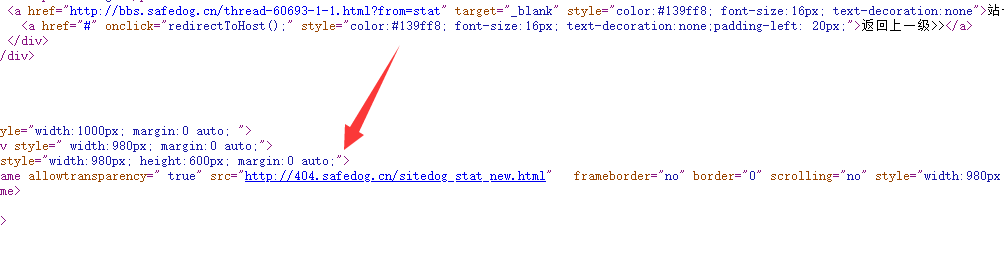 <a href="http://bbs.safedog.cn/thread-60693-1-1.html?from=stat" target="_blank" style="color:#139ff8; font-size:16px; text-decoration:none">站
<a href="#" onclick="redirectToHost();" style="color:#139ff8; font-size:16px; text-decoration:none;padding-left: 20px;">返回上一级>></a>
</div>
/div>
yle="width:1000px; margin:0 auto; ">
v style=" width:980px; margin:0 auto;">
style="width:980px; height:600px; margin:0 auto;">
ame allowtransparency=" true" src="http://404.safedog.cn/sitedog_stat_new.html" frameborder="no" border="0" scrolling="no" style="width:980px
me>
>